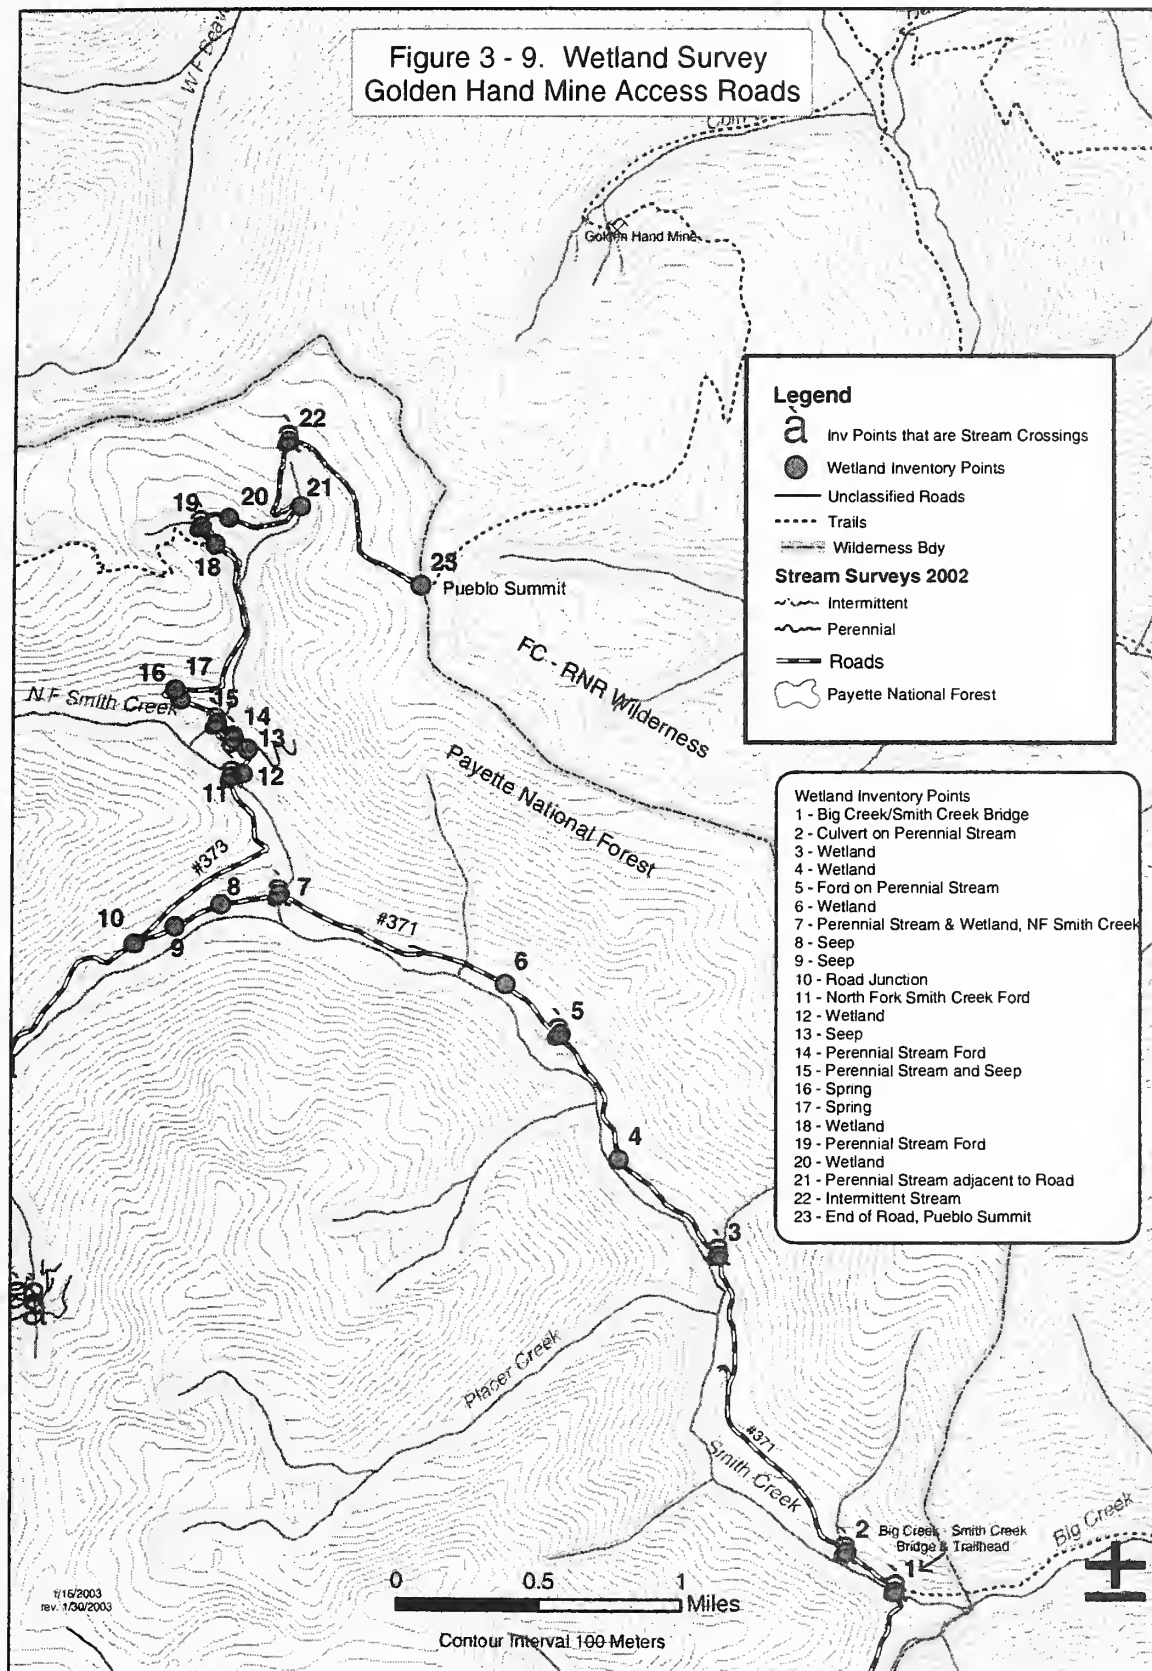 Figure 3 - 9. Wetland Survey
Golden Hand Mine Access Roads
W F Beave
Golden Hand Mine
Legend
à Inv Points that are Stream Crossings
Wetland Inventory Points
Unclassified Roads
Trails
Wilderness Bdy
Stream Surveys 2002
Intermittent
Perennial
Roads
Payette National Forest
22
21
20
19
18
23
Pueblo Summit
FC - RNR Wilderness
Payette National Forest
17
16
N F Smith Creek
15
14
13
12
11
#373
10
9
8
7
#371
6
5
4
3
Placer Creek
#371
Smith Creek
2
1
Big Creek - Smith Creek
Bridge & Trailhead
Big Creek
Wetland Inventory Points
1 - Big Creek/Smith Creek Bridge
2 - Culvert on Perennial Stream
3 - Wetland
4 - Wetland
5 - Ford on Perennial Stream
6 - Wetland
7 - Perennial Stream & Wetland, NF Smith Creek
8 - Seep
9 - Seep
10 - Road Junction
11 - North Fork Smith Creek Ford
12 - Wetland
13 - Seep
14 - Perennial Stream Ford
15 - Perennial Stream and Seep
16 - Spring
17 - Spring
18 - Wetland
19 - Perennial Stream Ford
20 - Wetland
21 - Perennial Stream adjacent to Road
22 - Intermittent Stream
23 - End of Road, Pueblo Summit
0 0.5 1
Miles
Contour Interval 100 Meters
1/16/2003
rev. 1/30/2003